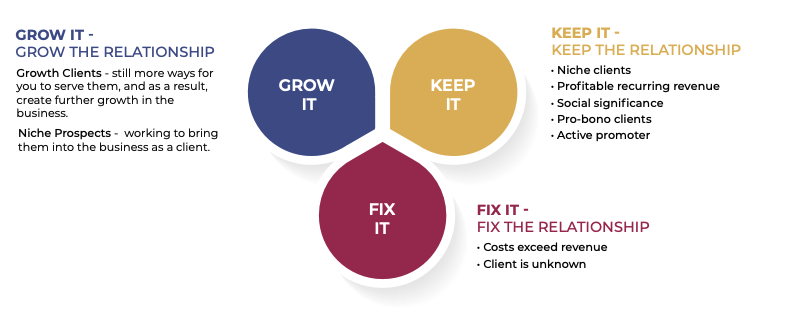 GROW IT -
GROW THE RELATIONSHIP
Growth Clients - still more ways for
you to serve them, and as a result,
create further growth in the
business.
Niche Prospects - working to bring
them into the business as a client.
GROW
IT
KEEP
IT
KEEP IT -
KEEP THE RELATIONSHIP
• Niche clients
• Profitable recurring revenue
• Social significance
• Pro-bono clients
• Active promoter
FIX
IT
FIX IT -
FIX THE RELATIONSHIP
• Costs exceed revenue
• Client is unknown